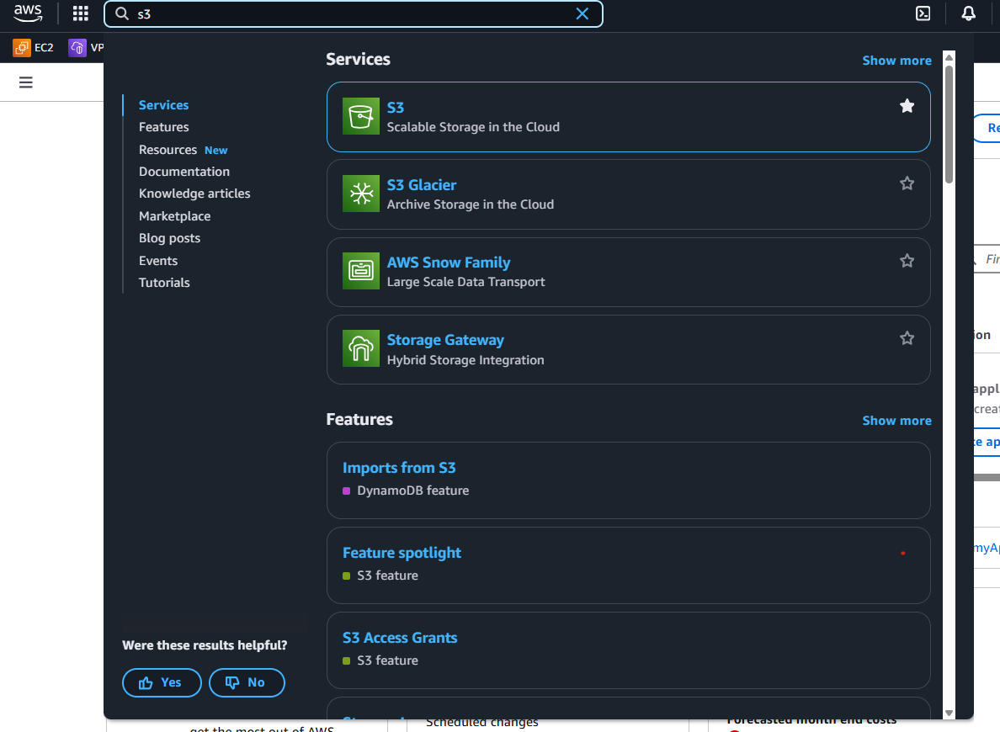 aws
s3
EC2
VP
Services
Features
Resources New
Documentation
Knowledge articles
Marketplace
Blog posts
Events
Tutorials
Were these results helpful?
Yes
No
Services
Show more
S3
Scalable Storage in the Cloud
S3 Glacier
Archive Storage in the Cloud
AWS Snow Family
Large Scale Data Transport
Storage Gateway
Hybrid Storage Integration
Features
Show more
Imports from S3
DynamoDB feature
Feature spotlight
S3 feature
S3 Access Grants
S3 feature
Re
Fin
ion
appl
creat
te ap
myAp
get the most out of AWS
Scheduled changes
Forecasted month end costs